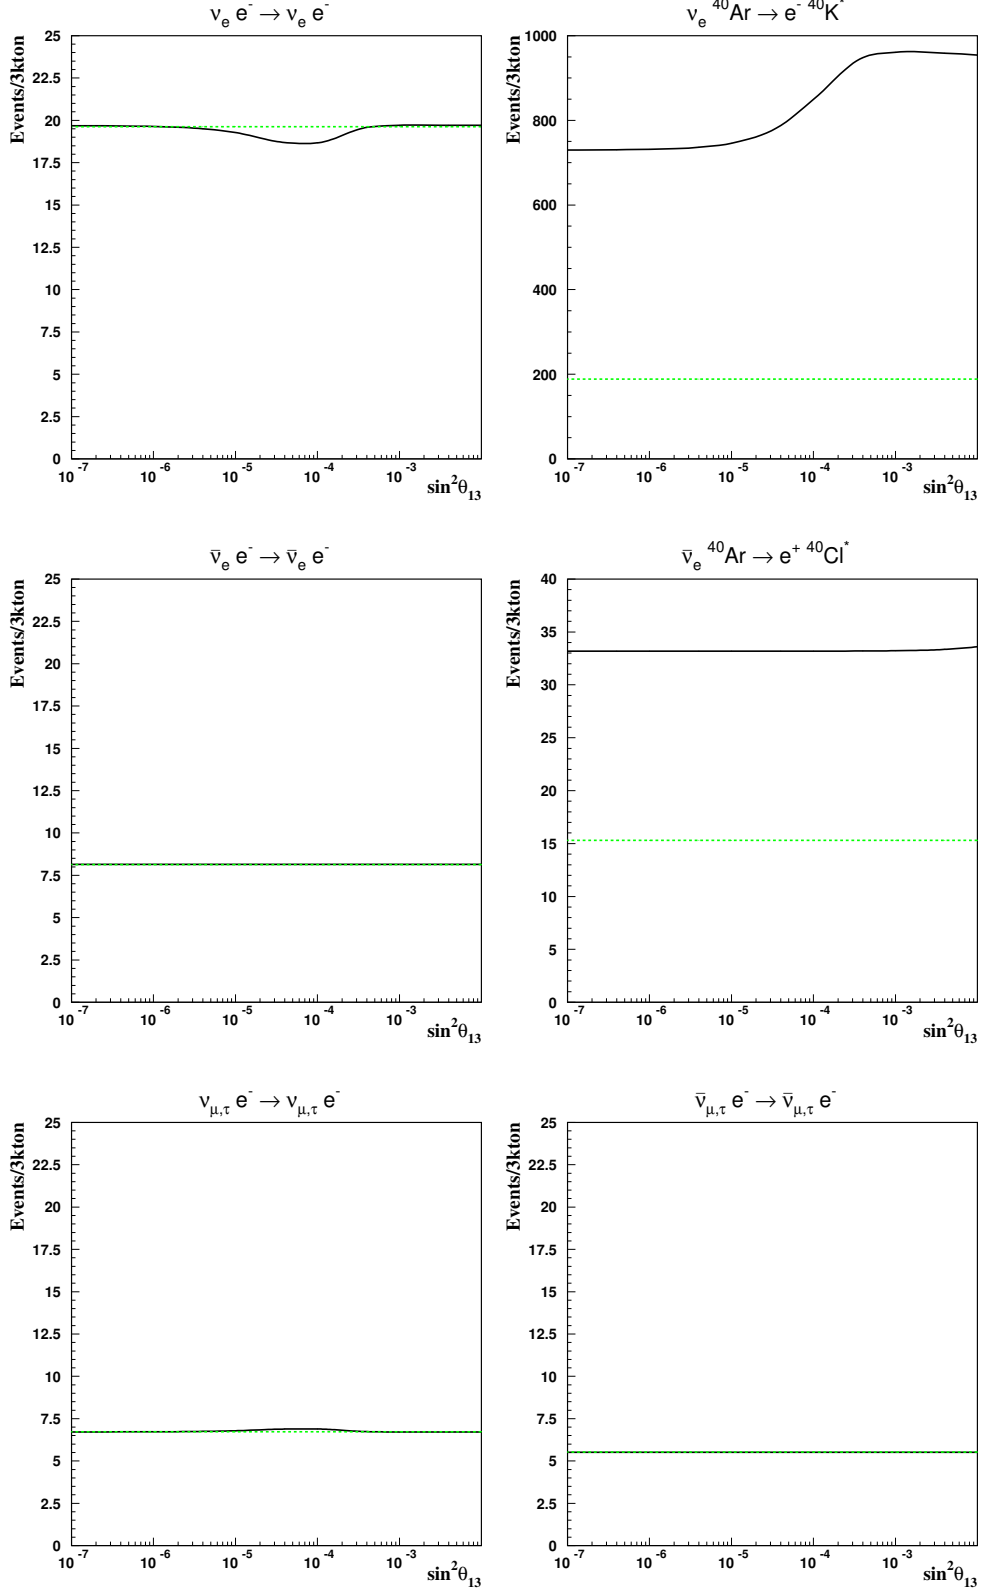 ν_e e⁻ → ν_e e⁻
Events/3kton
25
22.5
20
17.5
15
12.5
10
7.5
5
2.5
0
10⁻⁷ 10⁻⁶ 10⁻⁵ 10⁻⁴ 10⁻³
sin²θ₁₃
ν_e ⁴⁰Ar → e⁻ ⁴⁰K*
Events/3kton
1000
800
600
400
200
0
10⁻⁷ 10⁻⁶ 10⁻⁵ 10⁻⁴ 10⁻³
sin²θ₁₃
ν̄_e e⁻ → ν̄_e e⁻
Events/3kton
25
22.5
20
17.5
15
12.5
10
7.5
5
2.5
0
10⁻⁷ 10⁻⁶ 10⁻⁵ 10⁻⁴ 10⁻³
sin²θ₁₃
ν̄_e ⁴⁰Ar → e⁺ ⁴⁰Cl*
Events/3kton
40
35
30
25
20
15
10
5
0
10⁻⁷ 10⁻⁶ 10⁻⁵ 10⁻⁴ 10⁻³
sin²θ₁₃
ν_μ,τ e⁻ → ν_μ,τ e⁻
Events/3kton
25
22.5
20
17.5
15
12.5
10
7.5
5
2.5
0
10⁻⁷ 10⁻⁶ 10⁻⁵ 10⁻⁴ 10⁻³
sin²θ₁₃
ν̄_μ,τ e⁻ → ν̄_μ,τ e⁻
Events/3kton
25
22.5
20
17.5
15
12.5
10
7.5
5
2.5
0
10⁻⁷ 10⁻⁶ 10⁻⁵ 10⁻⁴ 10⁻³
sin²θ₁₃